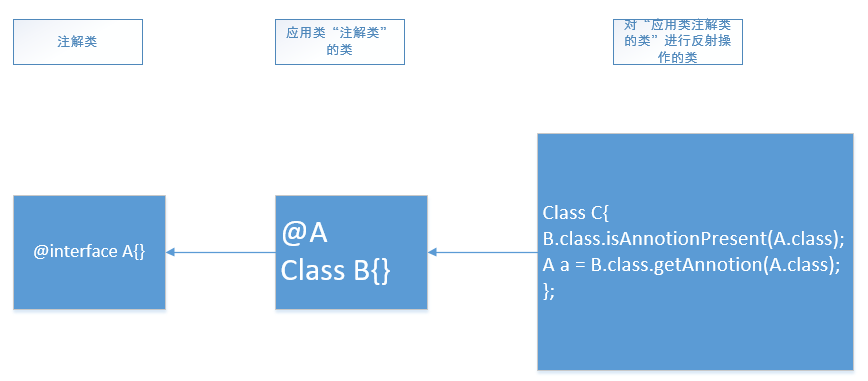 注解类
应用类“注解类”
的类
对“应用类注解类
的类”进行反射操
作的类
@interface A{}
@A
Class B{}
Class C{
B.class.isAnnotionPresent(A.class);
A a = B.class.getAnnotion(A.class);
};